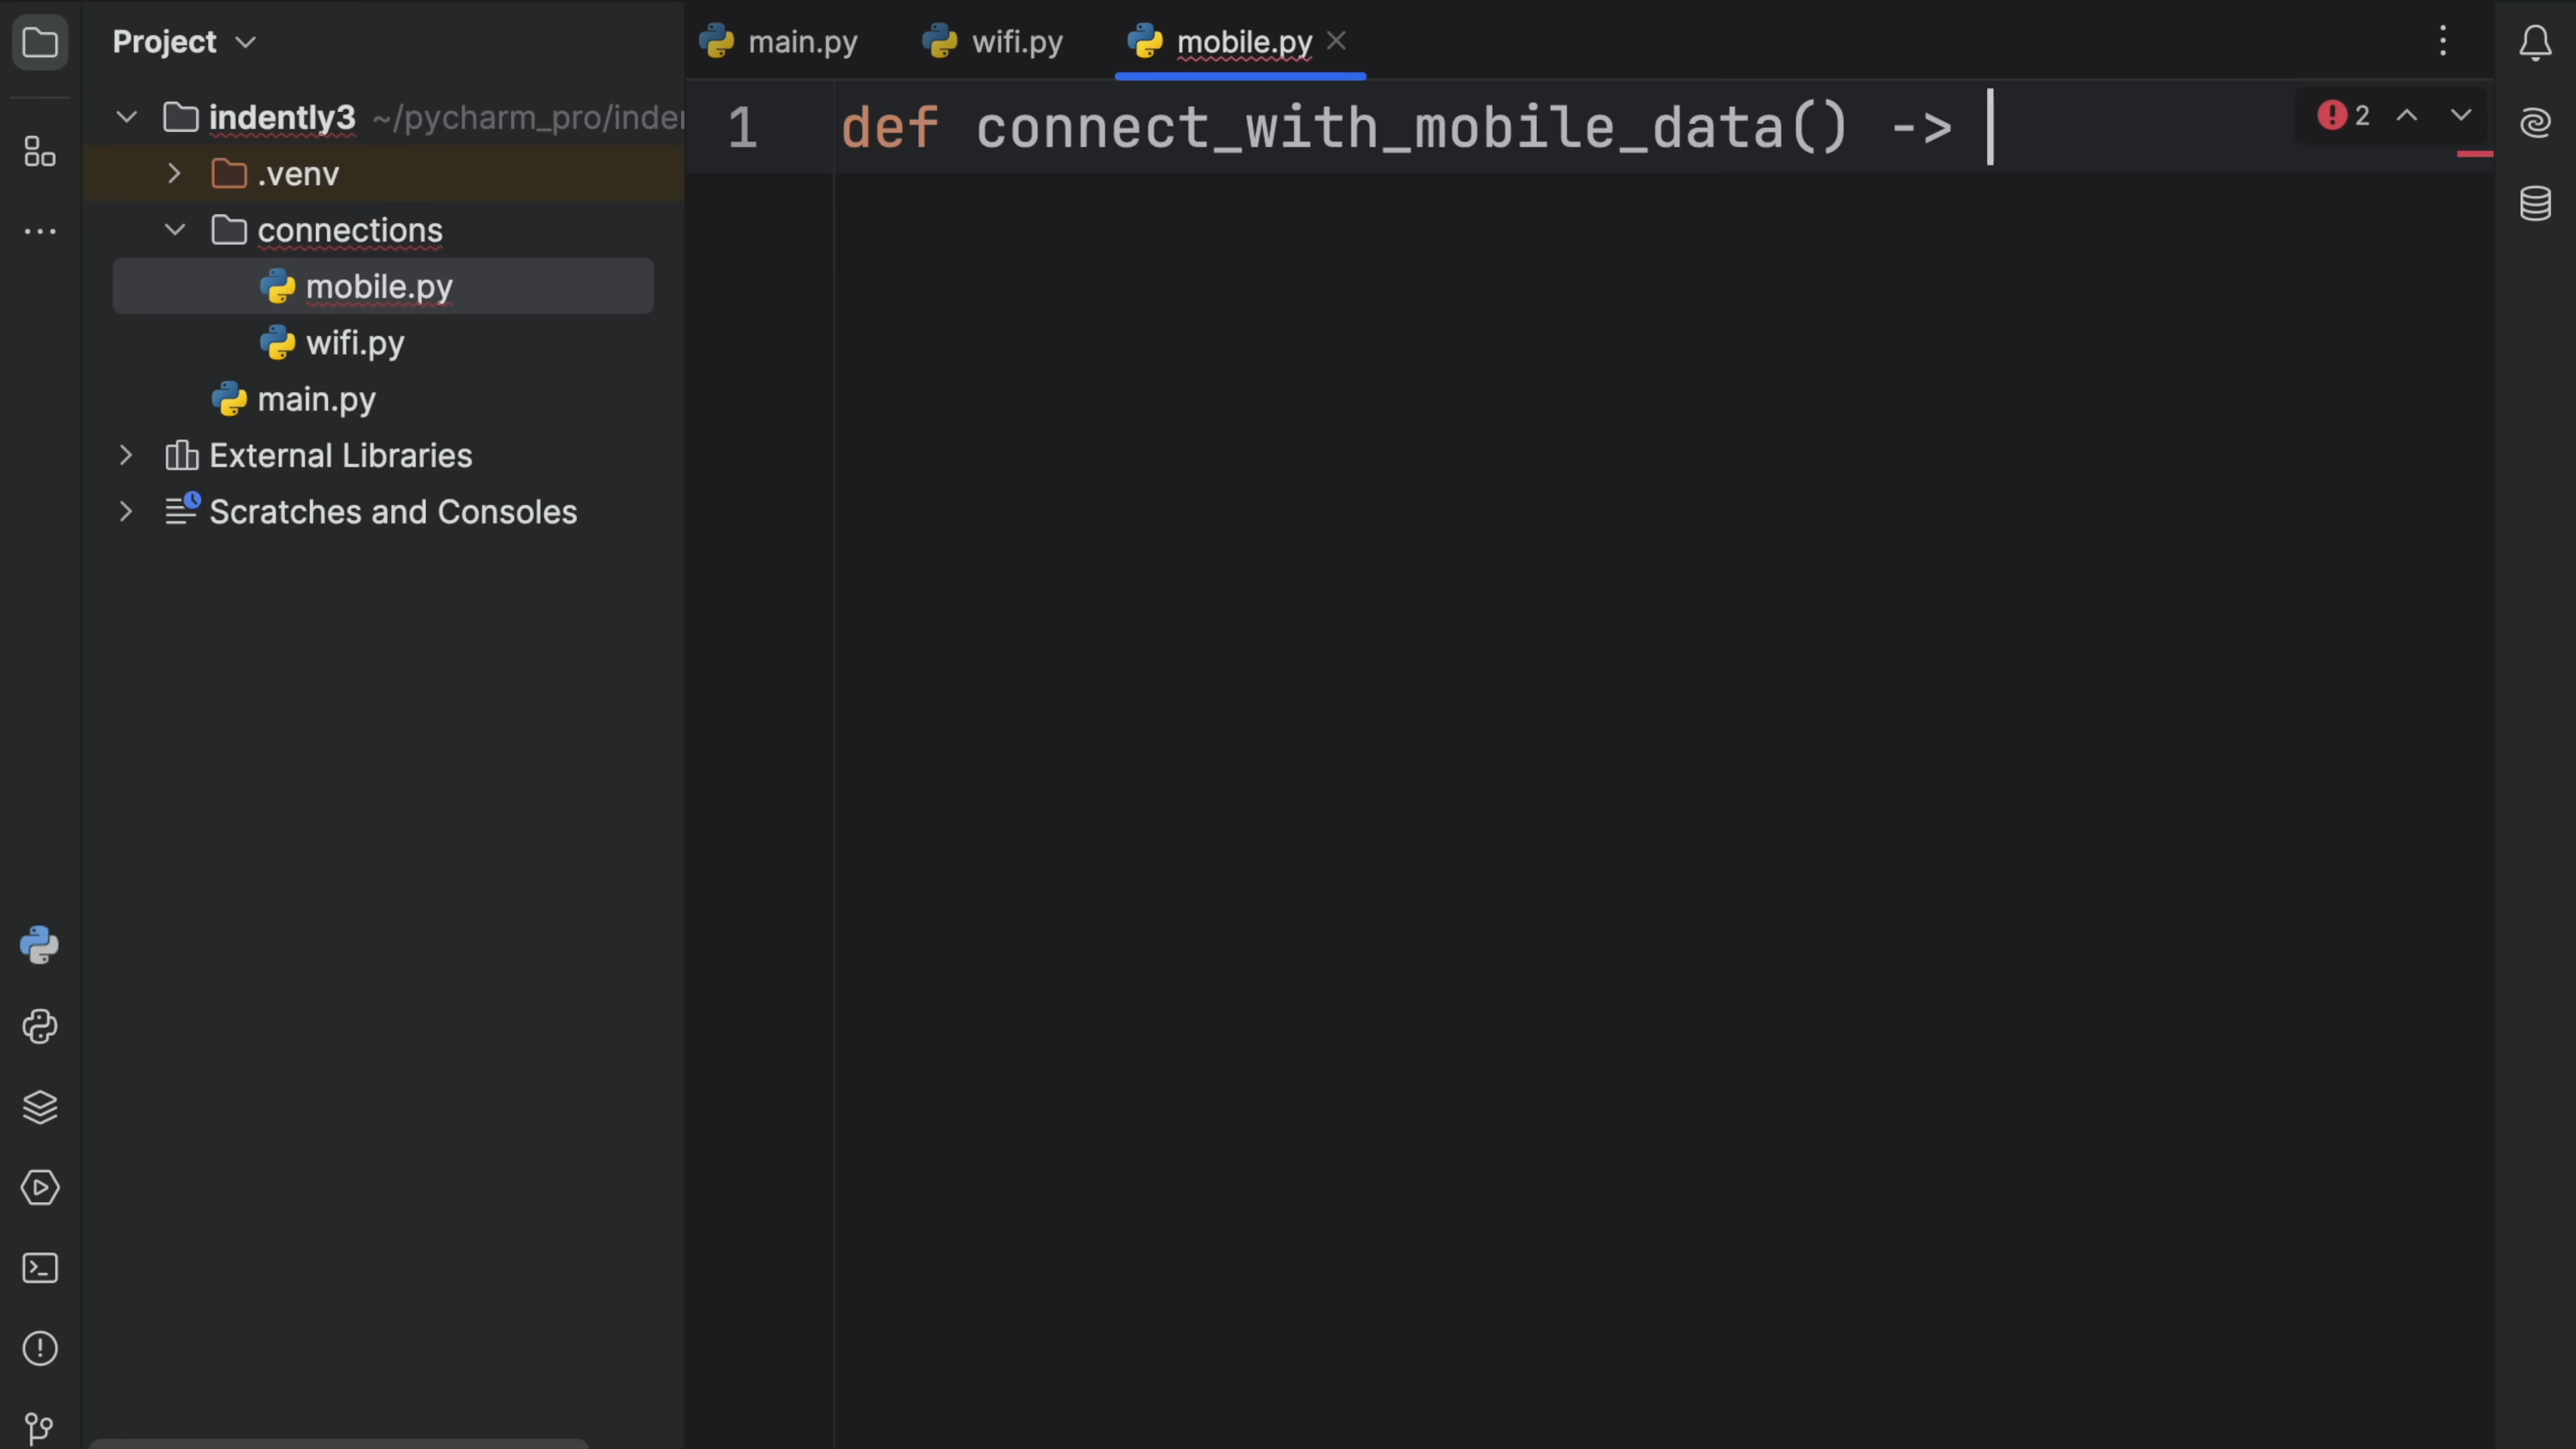 Project
main.py
wifi.py
mobile.py
indently3 ~/pycharm_pro/inden
.venv
connections
mobile.py
wifi.py
main.py
External Libraries
Scratches and Consoles
1 def connect_with_mobile_data() ->
2